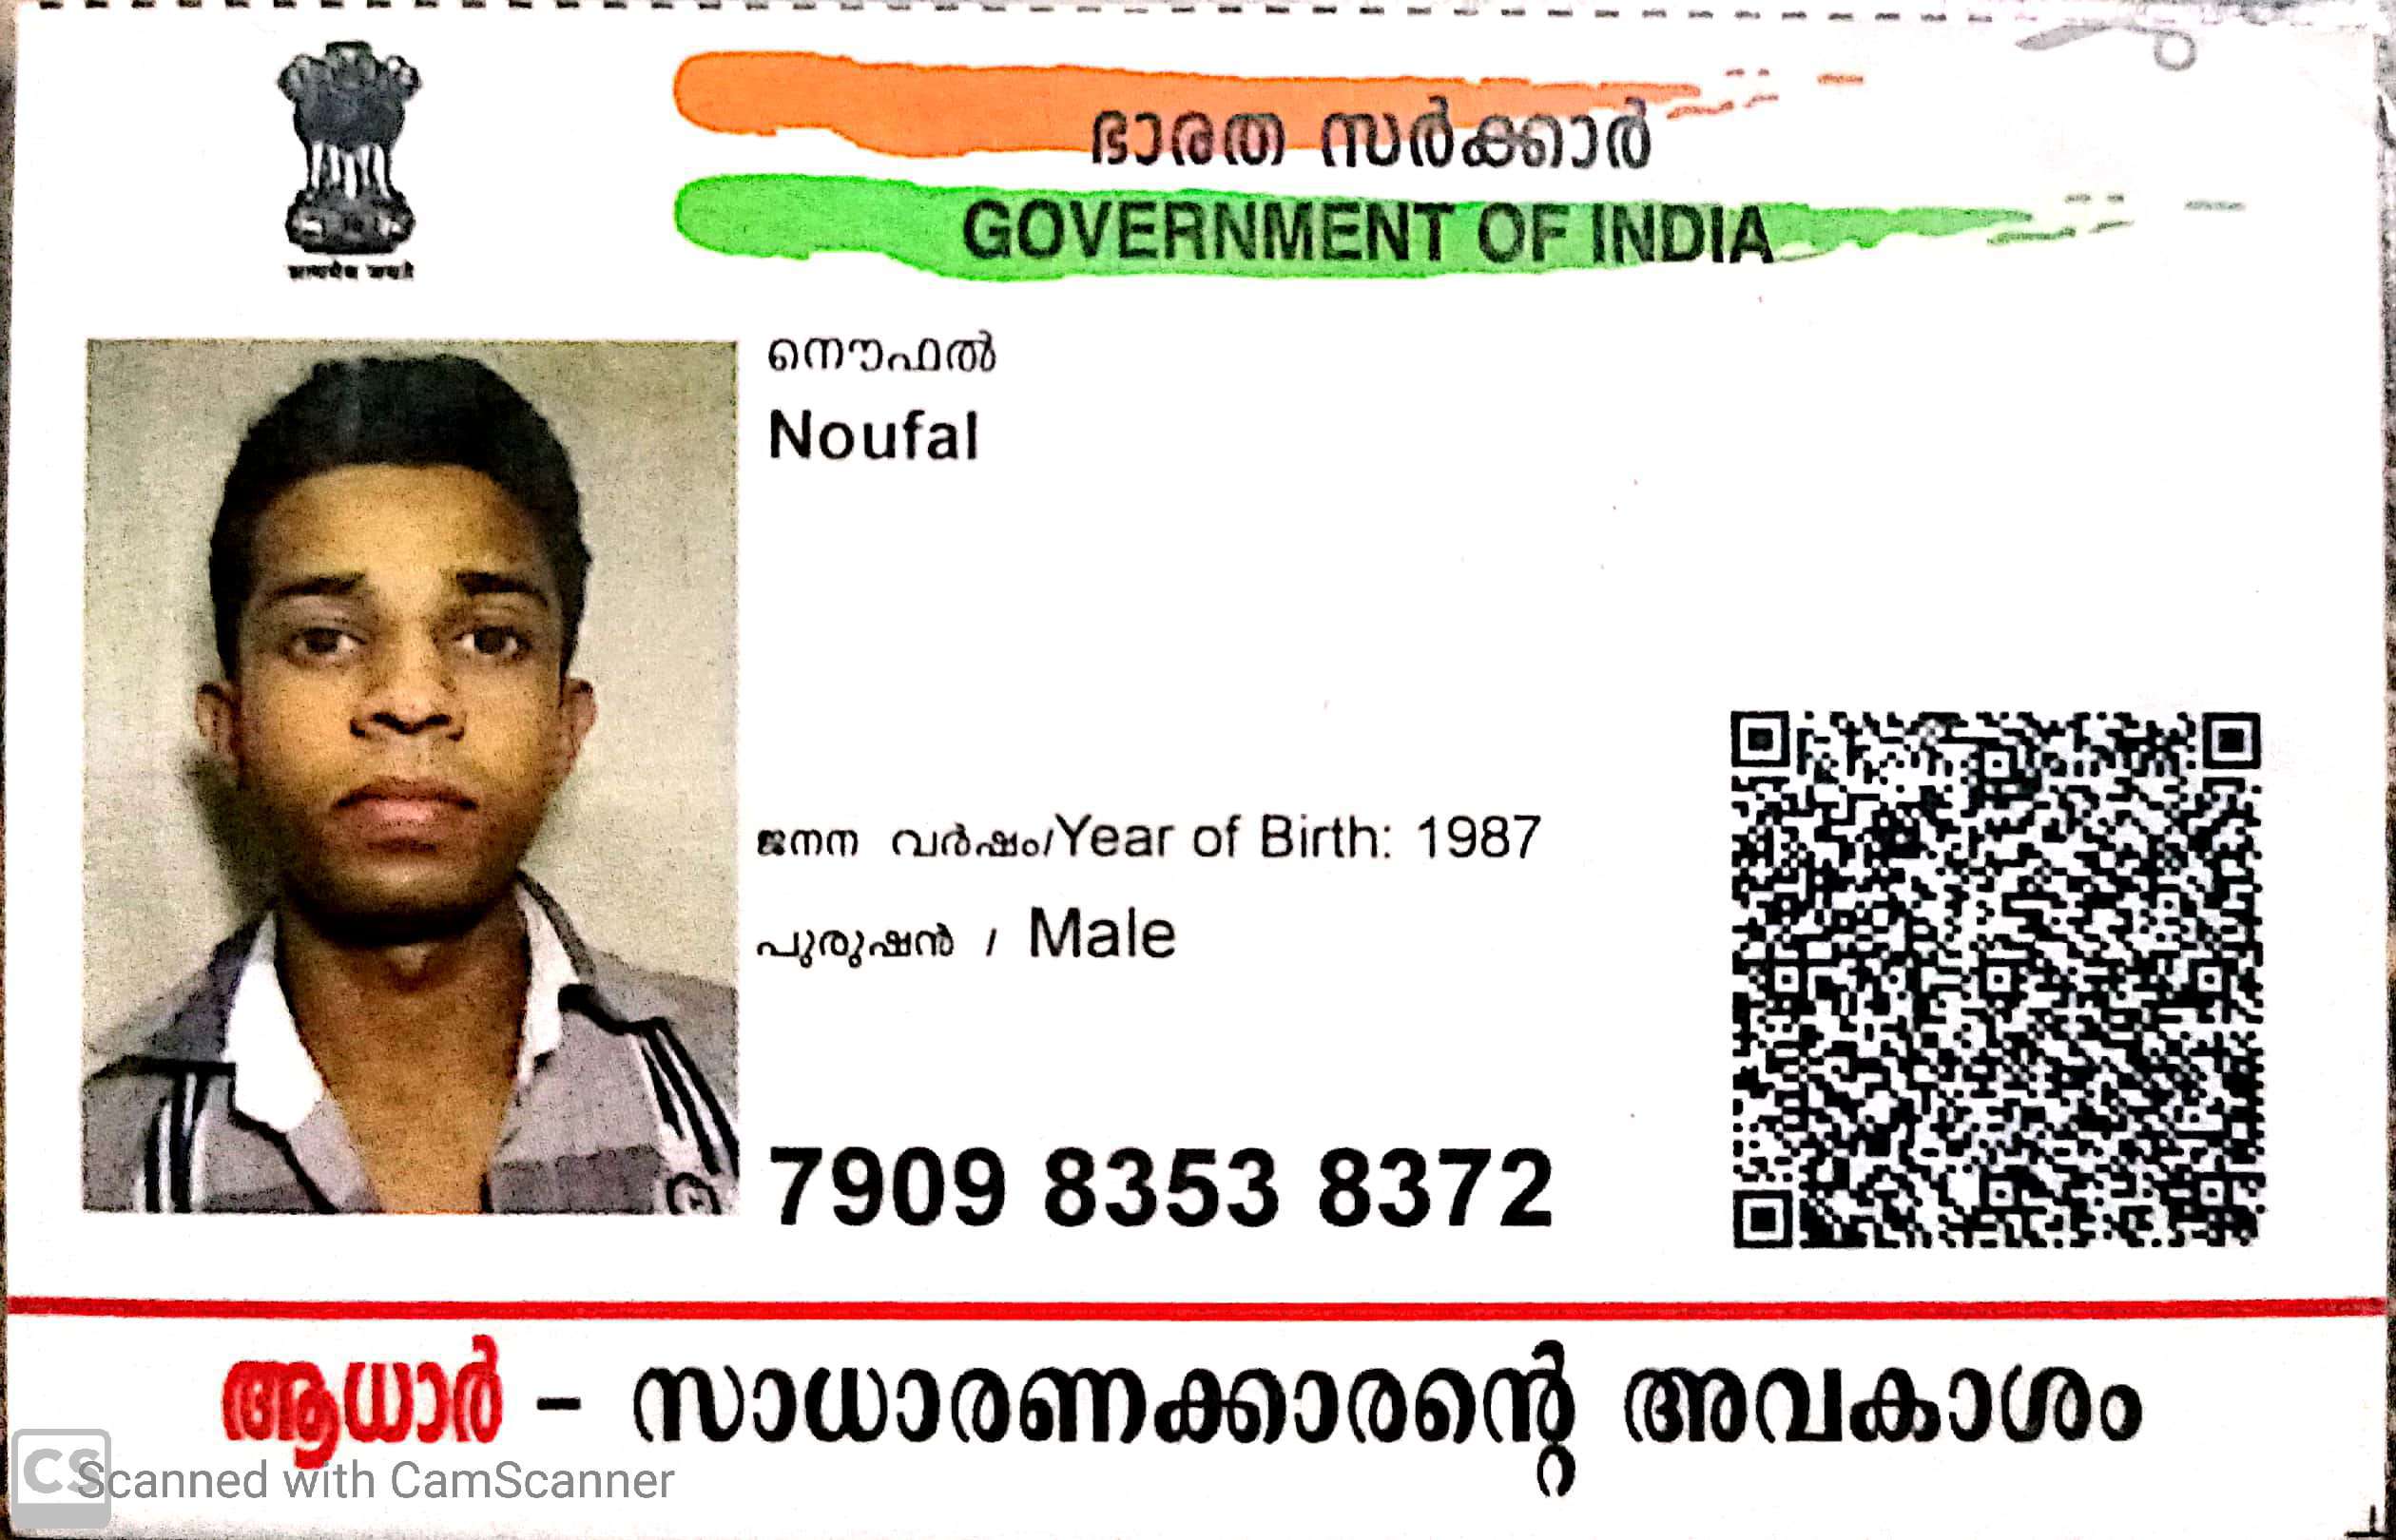 ഭാരത സർക്കാർ
GOVERNMENT OF INDIA
सत्यमेव जयते
നൌഫൽ
Noufal
ജനന വർഷം/Year of Birth: 1987
പുരുഷൻ / Male
7909 8353 8372
ആധാർ – സാധാരണക്കാരന്റെ അവകാശം
CS Scanned with CamScanner